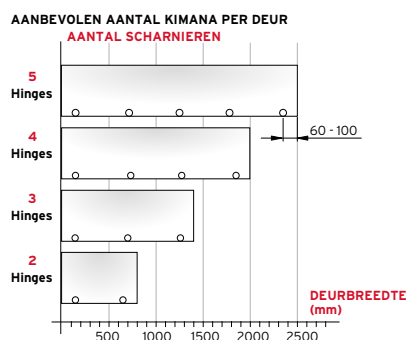 AANBEVOLEN AANTAL KIMANA PER DEUR
AANTAL SCHARNIEREN
5
Hinges
60 - 100
4
Hinges
3
Hinges
2
Hinges
DEURBREEDTE
(mm)
500 1000 1500 2000 2500